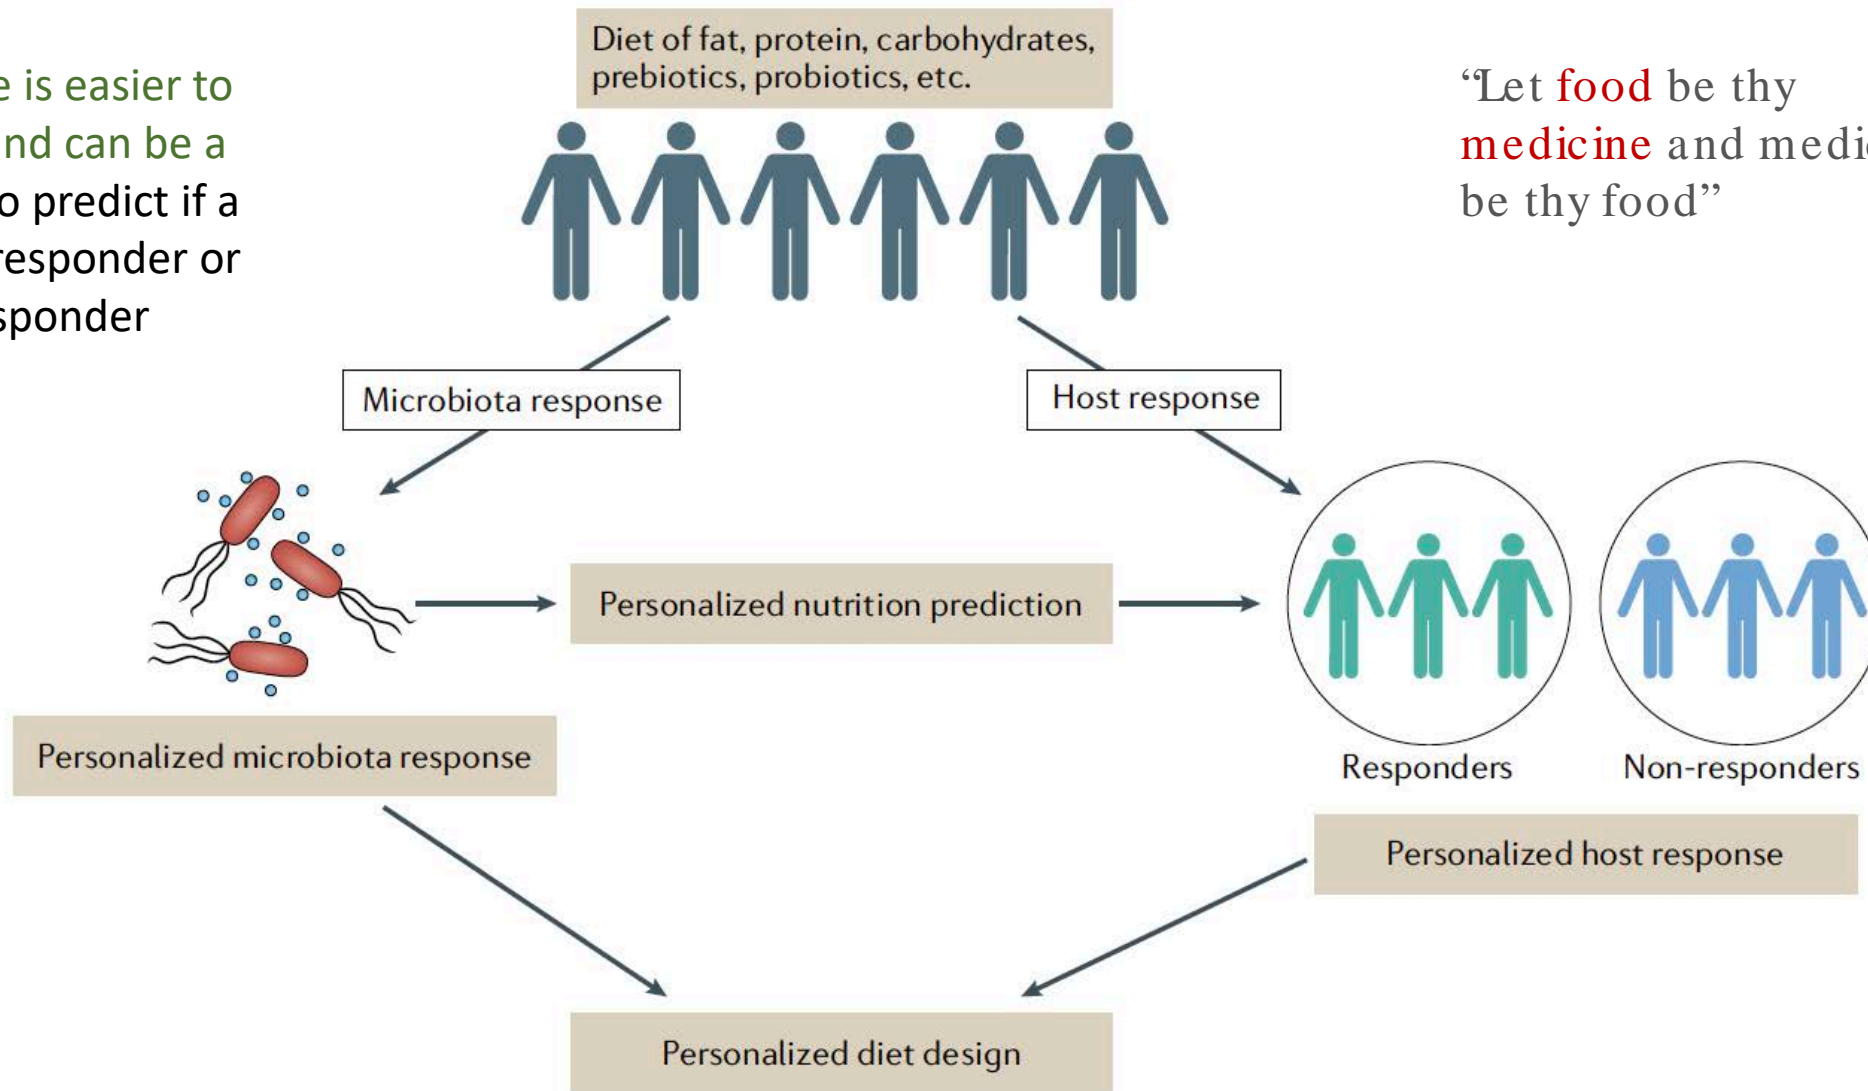 e is easier to
nd can be a
o predict if a
responder or
sponder
Diet of fat, protein, carbohydrates,
prebiotics, probiotics, etc.
“Let food be thy
medicine and medic
be thy food”
Microbiota response
Host response
Personalized nutrition prediction
Personalized microbiota response
Responders
Non-responders
Personalized host response
Personalized diet design